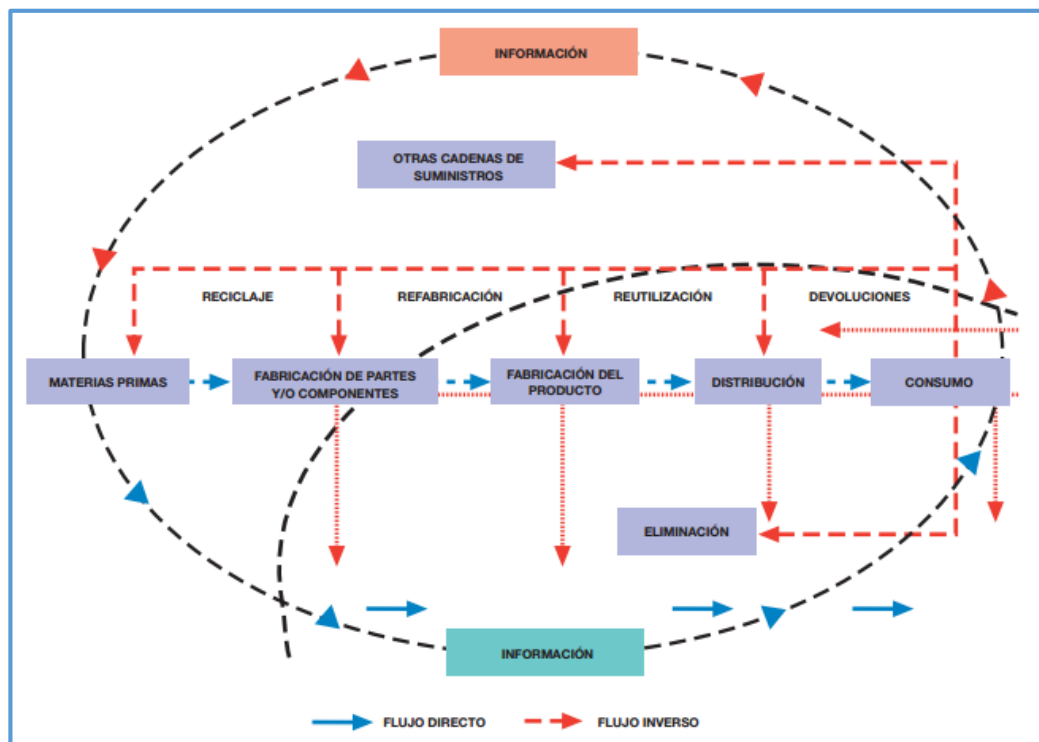 INFORMACIÓN
OTRAS CADENAS DE
SUMINISTROS
RECICLAJE
REFABRICACIÓN
REUTILIZACIÓN
DEVOLUCIONES
MATERIAS PRIMAS
FABRICACIÓN DE PARTES
Y/O COMPONENTES
FABRICACIÓN DEL
PRODUCTO
DISTRIBUCIÓN
CONSUMO
ELIMINACIÓN
INFORMACIÓN
FLUJO DIRECTO
FLUJO INVERSO